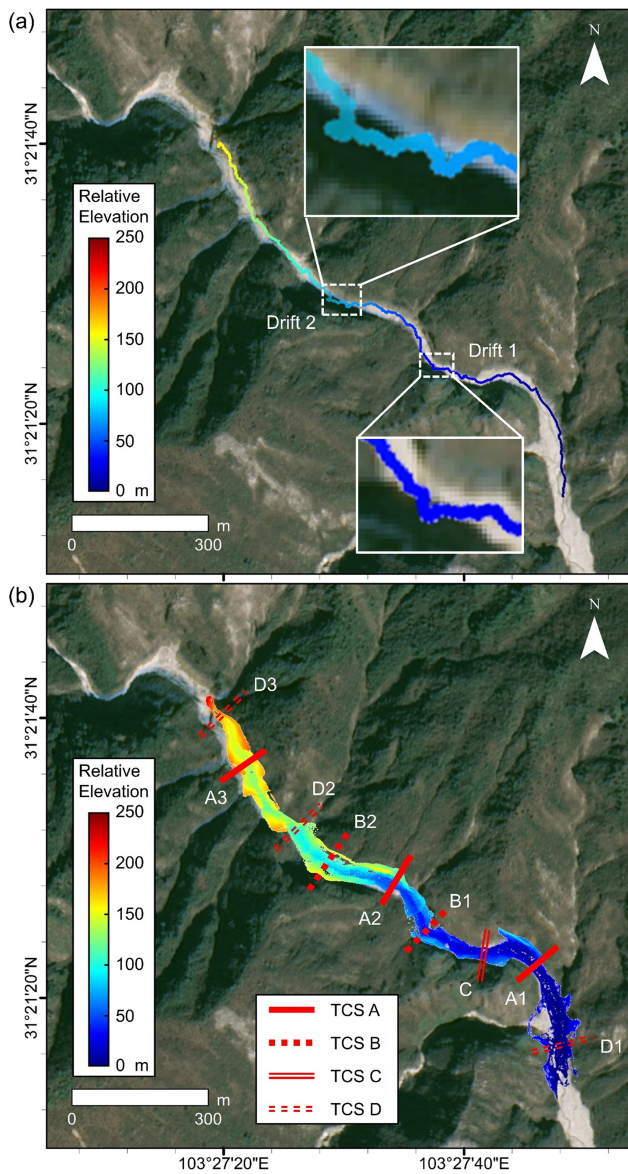 (a)
N
31°21'40"N
Relative
Elevation
250
200
150
100
50
0 m
Drift 2
Drift 1
31°21'20"N
m
0 300
(b)
N
D3
31°21'40"N
Relative
Elevation
250
200
150
100
50
0 m
A3
D2
B2
A2
B1
C
A1
31°21'20"N
D1
TCS A
TCS B
TCS C
TCS D
m
0 300
103°27'20"E 103°27'40"E